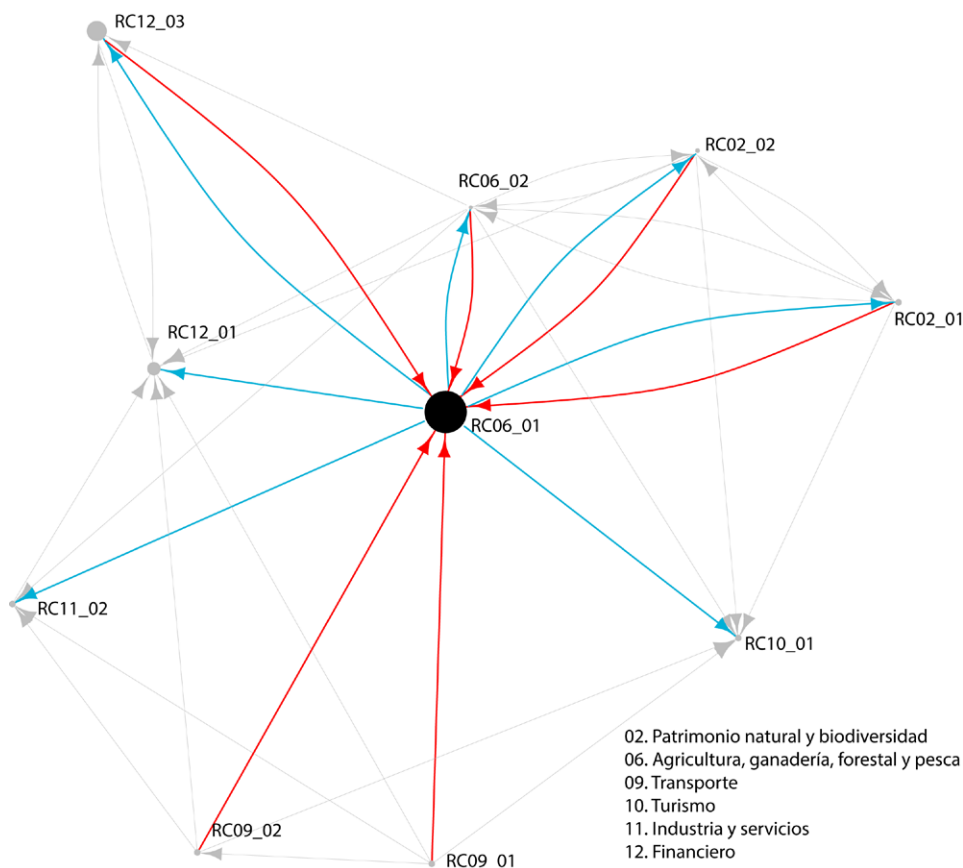 RC12_03
RC02_02
RC06_02
RC02_01
RC12_01
RC06_01
RC11_02
RC10_01
RC09_02
RC09_01
02. Patrimonio natural y biodiversidad
06. Agricultura, ganadería, forestal y pesca
09. Transporte
10. Turismo
11. Industria y servicios
12. Financiero